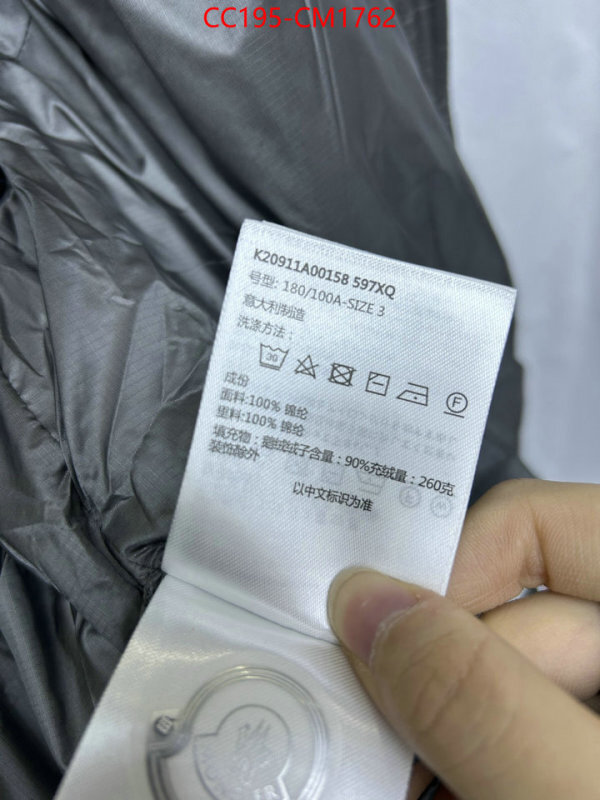 CC195-CM1762
K20911A00158 597XQ
号型: 180/100A-SIZE 3
意大利制造
洗涤方法：
30
F
成份
面料:100% 锦纶
里料:100% 锦纶
填充物：鹅绒绒子含量：90%充绒量：260克
装饰除外
以中文标识为准